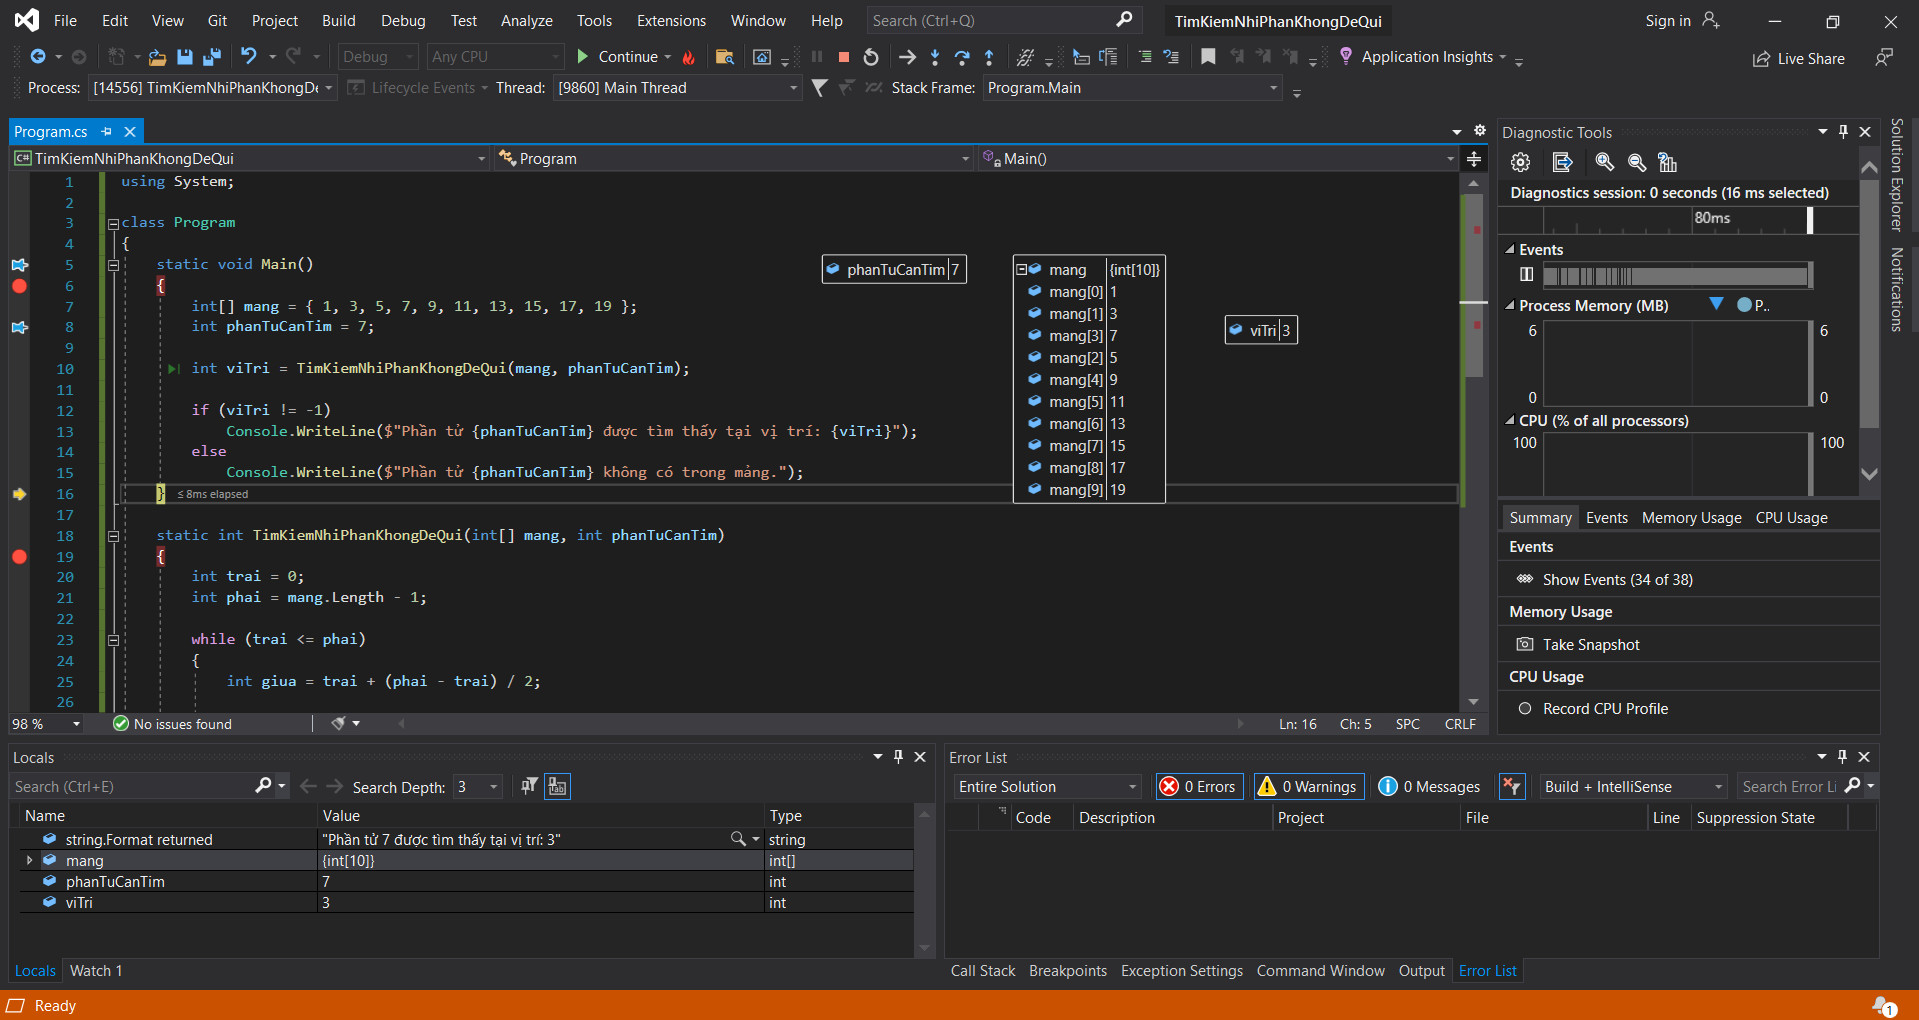 File Edit View Git Project Build Debug Test Analyze Tools Extensions Window Help Search (Ctrl+Q) TimKiemNhiPhanKhongDeQui Sign in
Debug Any CPU Continue Application Insights Live Share
Process: [14556] TimKiemNhiPhanKhongDe Lifecycle Events Thread: [9860] Main Thread Stack Frame: Program.Main
Program.cs
C# TimKiemNhiPhanKhongDeQui Program Main()
1 using System;
2
3 class Program
4 {
5 static void Main()
6 {
7 int[] mang = { 1, 3, 5, 7, 9, 11, 13, 15, 17, 19 };
8 int phanTuCanTim = 7;
9
10 int viTri = TimKiemNhiPhanKhongDeQui(mang, phanTuCanTim);
11
12 if (viTri != -1)
13 Console.WriteLine($"Phần tử {phanTuCanTim} được tìm thấy tại vị trí: {viTri}");
14 else
15 Console.WriteLine($"Phần tử {phanTuCanTim} không có trong mảng.");
16 } ≤ 8ms elapsed
17
18 static int TimKiemNhiPhanKhongDeQui(int[] mang, int phanTuCanTim)
19 {
20 int trai = 0;
21 int phai = mang.Length - 1;
22
23 while (trai <= phai)
24 {
25 int giua = trai + (phai - trai) / 2;
26
phanTuCanTim 7
mang {int[10]}
mang[0] 1
mang[1] 3
mang[3] 7
mang[2] 5
mang[4] 9
mang[5] 11
mang[6] 13
mang[7] 15
mang[8] 17
mang[9] 19
viTri 3
98 % No issues found Ln: 16 Ch: 5 SPC CRLF
Diagnostic Tools
Diagnostics session: 0 seconds (16 ms selected)
80ms
Events
Process Memory (MB) P..
6 6
0 0
CPU (% of all processors)
100 100
Summary Events Memory Usage CPU Usage
Events
Show Events (34 of 38)
Memory Usage
Take Snapshot
CPU Usage
Record CPU Profile
Solution Explorer
Notifications
Locals
Search (Ctrl+E) Search Depth: 3
Name Value Type
string.Format returned "Phần tử 7 được tìm thấy tại vị trí: 3" string
mang {int[10]} int[]
phanTuCanTim 7 int
viTri 3 int
Locals Watch 1
Error List
Entire Solution 0 Errors 0 Warnings 0 Messages Build + IntelliSense Search Error Li
Code Description Project File Line Suppression State
Call Stack Breakpoints Exception Settings Command Window Output Error List
Ready 1